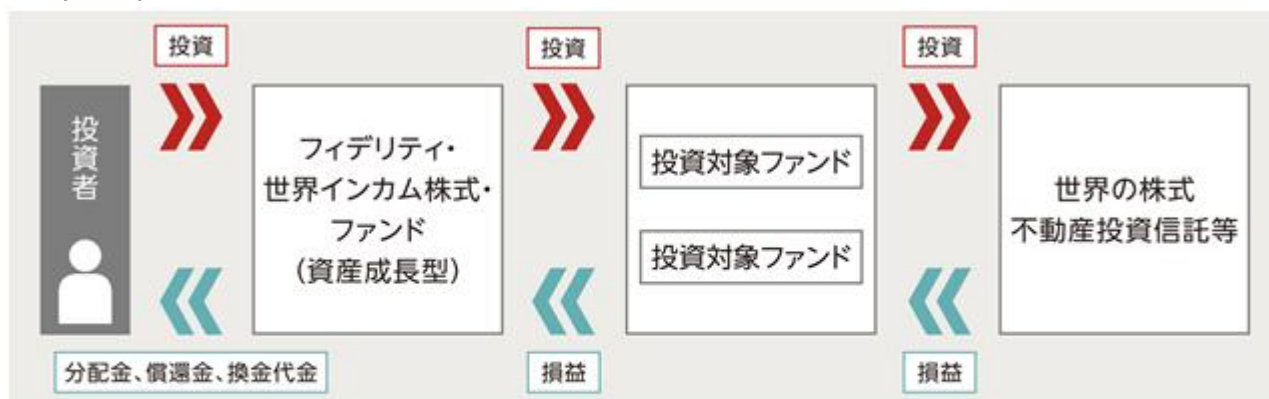 投資
投資
投資
投資者
フィデリティ・
世界インカム株式・
ファンド
(資産成長型)
投資対象ファンド
投資対象ファンド
世界の株式
不動産投資信託等
分配金、償還金、換金代金
損益
損益